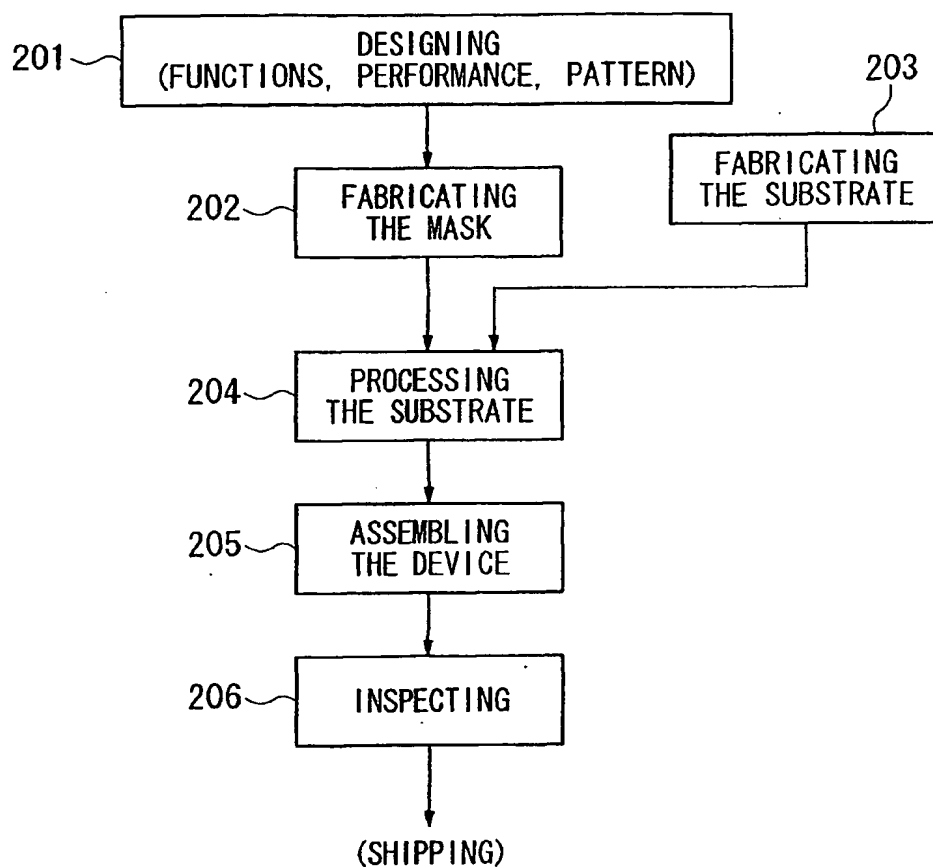 201
DESIGNING
(FUNCTIONS, PERFORMANCE, PATTERN)
203
FABRICATING
THE SUBSTRATE
202
FABRICATING
THE MASK
204
PROCESSING
THE SUBSTRATE
205
ASSEMBLING
THE DEVICE
206
INSPECTING
(SHIPPING)